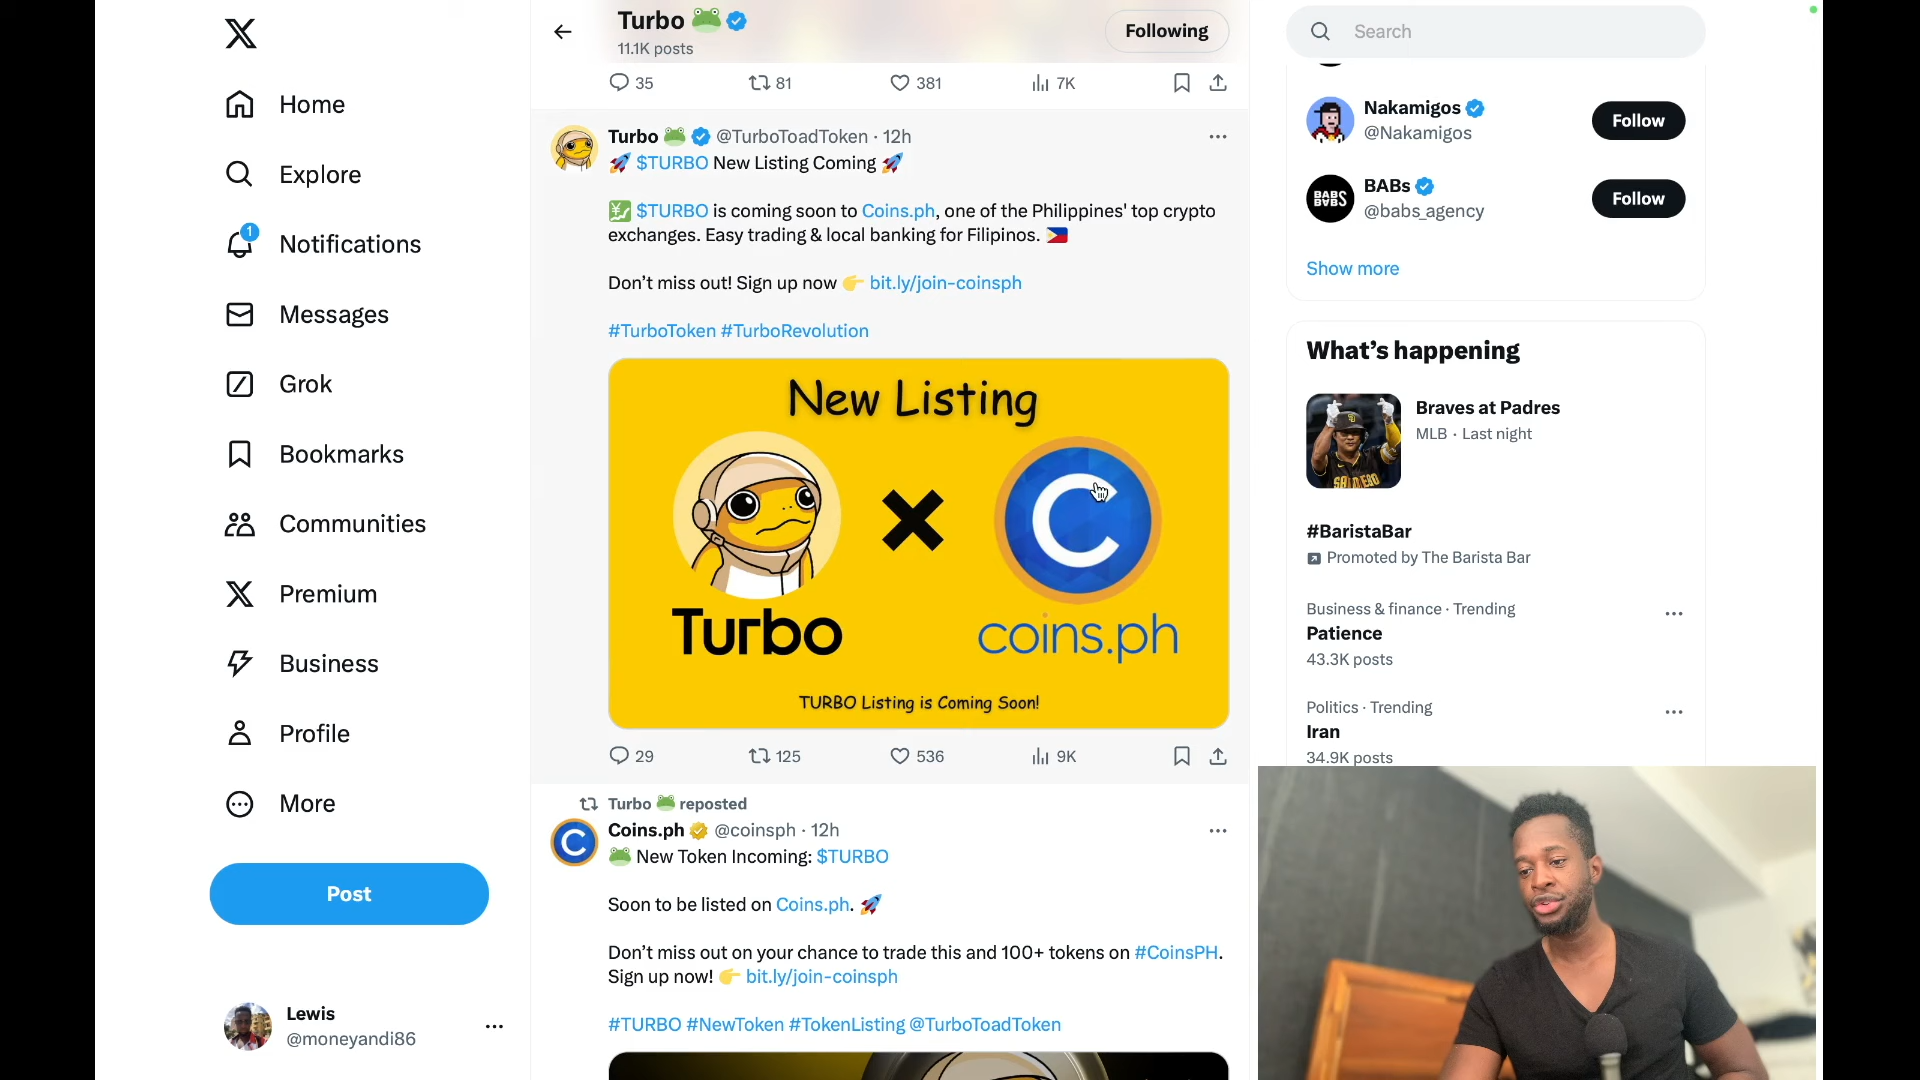 Home
Explore
1
Notifications
Messages
Grok
Bookmarks
Communities
Premium
Business
Profile
More
Post
Lewis
@moneyandi86
Turbo
11.1K posts
Following
35 81 381 7K
Turbo @TurboToadToken · 12h
$TURBO New Listing Coming
$TURBO is coming soon to Coins.ph, one of the Philippines' top crypto
exchanges. Easy trading & local banking for Filipinos.
Don’t miss out! Sign up now bit.ly/join-coinsph
#TurboToken #TurboRevolution
New Listing
Turbo
coins.ph
TURBO Listing is Coming Soon!
29 125 536 9K
Turbo reposted
Coins.ph @coinsph · 12h
New Token Incoming: $TURBO
Soon to be listed on Coins.ph.
Don’t miss out on your chance to trade this and 100+ tokens on #CoinsPH.
Sign up now! bit.ly/join-coinsph
#TURBO #NewToken #TokenListing @TurboToadToken
Search
Nakamigos
@Nakamigos
Follow
BABs
@babs_agency
Follow
Show more
What’s happening
Braves at Padres
MLB · Last night
#BaristaBar
Promoted by The Barista Bar
Business & finance · Trending
Patience
43.3K posts
Politics · Trending
Iran
34.9K posts